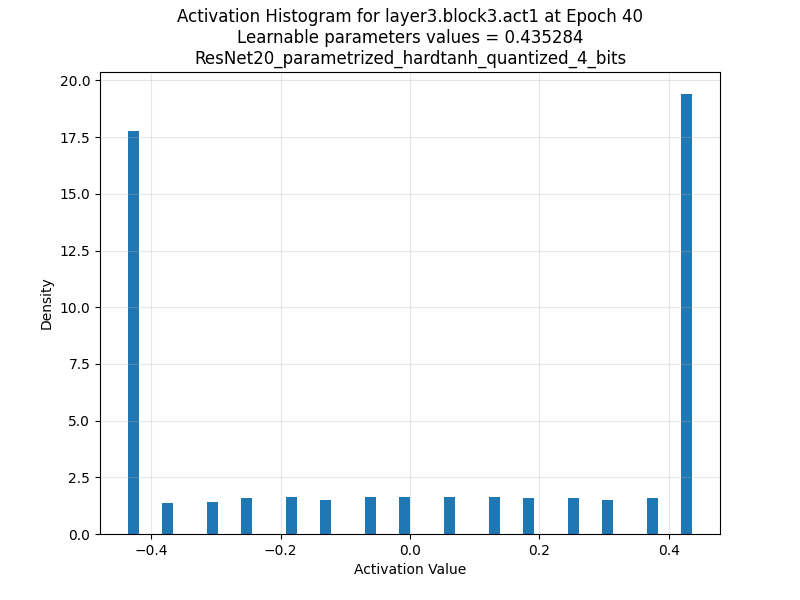 Activation Histogram for layer3.block3.act1 at Epoch 40
Learnable parameters values = 0.435284
ResNet20_parametrized_hardtanh_quantized_4_bits
20.0
17.5
15.0
12.5
10.0
7.5
5.0
2.5
0.0
Density
−0.4
−0.2
0.0
0.2
0.4
Activation Value